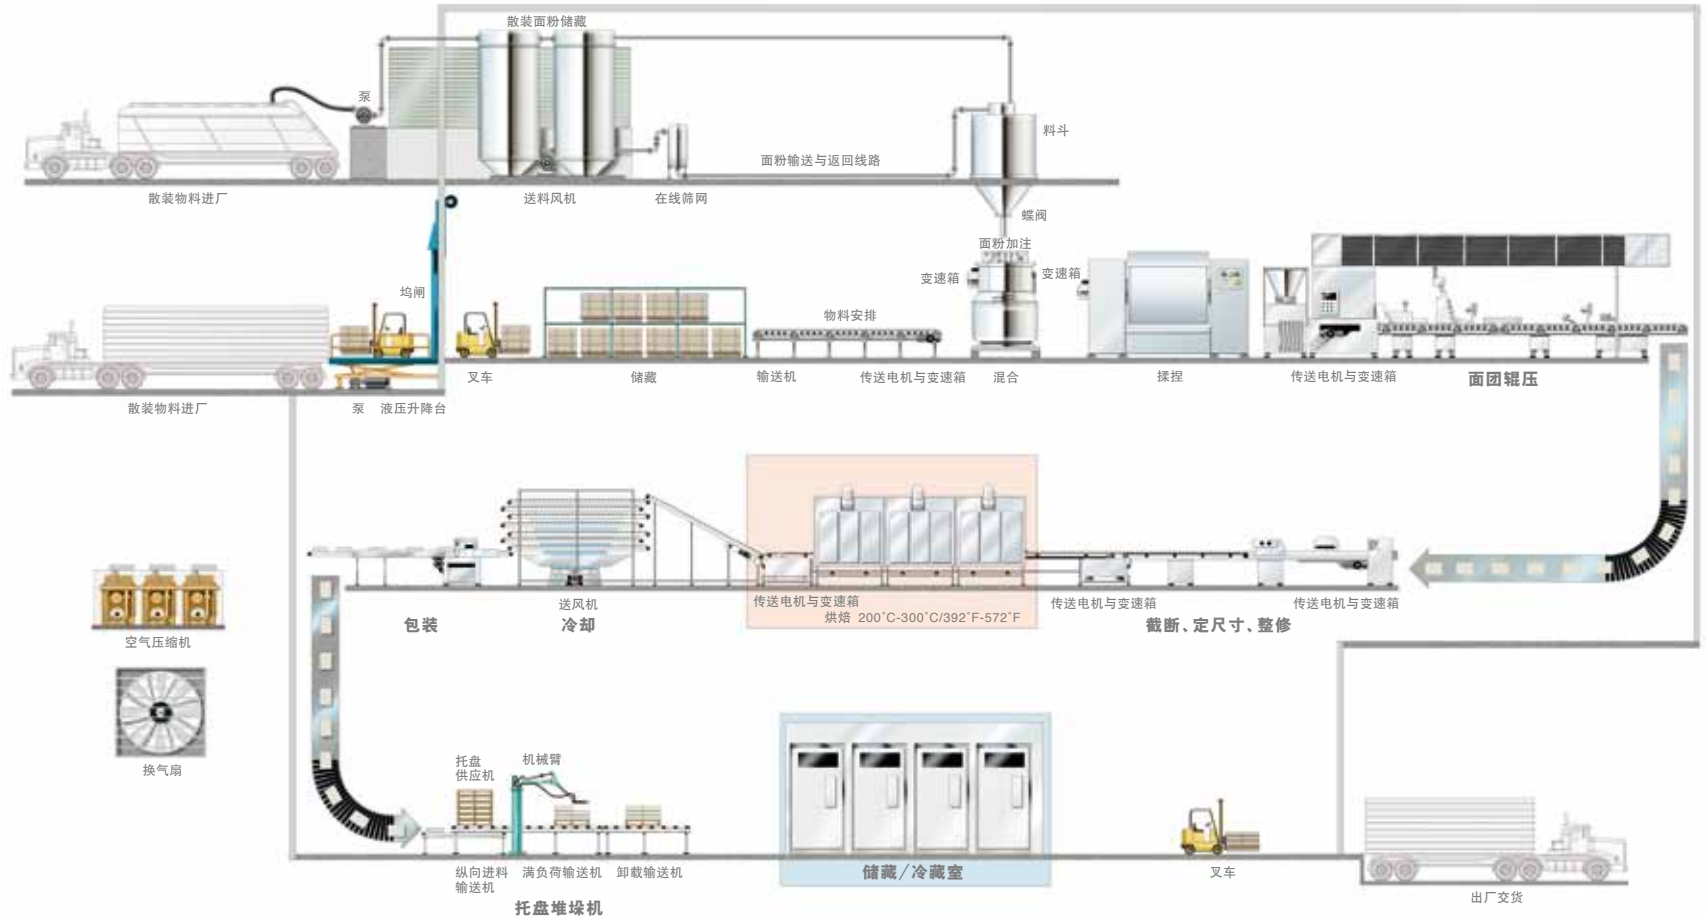 散装面粉储藏
泵
料斗
面粉输送与返回线路
散装物料进厂
送料风机
在线筛网
蝶阀
面粉加注
变速箱
变速箱
坞闸
物料安排
叉车
储藏
输送机
传送电机与变速箱
混合
揉捏
传送电机与变速箱
面团辊压
散装物料进厂
泵
液压升降台
送风机
传送电机与变速箱
传送电机与变速箱
传送电机与变速箱
烘焙 200°C-300°C/392°F-572°F
包装
冷却
截断、定尺寸、整修
空气压缩机
换气扇
托盘
供应机
机械臂
纵向进料
输送机
满负荷输送机
卸载输送机
储藏/冷藏室
叉车
出厂交货
托盘堆垛机